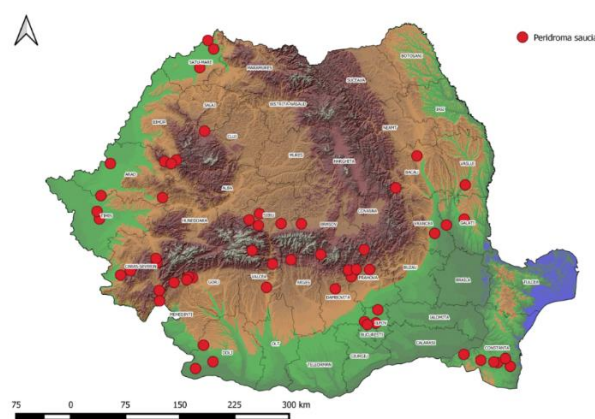 Peridroma saucia
BOTOSANI
SATU-MARE
MARAMURES
SUCEAVA
BISTRITA-NASAUD
SALAJ
IASI
BIHOR
CLUJ
NEAMT
MURES
HARGHITA
BACAU
VASLUI
ARAD
ALBA
TIMIS
HUNEDOARA
SIBIU
BRASOV
COVASNA
VRANCEA
GALATI
CARAS-SEVERIN
GORJ
VALCEA
ARGES
PRAHOVA
BUZAU
BRAILA
TULCEA
DAMBOVITA
MEHEDINTI
IALOMITA
ILFOV
BUCURESTI
DOLJ
OLT
TELEORMAN
GIURGIU
CALARASI
CONSTANTA
75 0 75 150 225 300 km